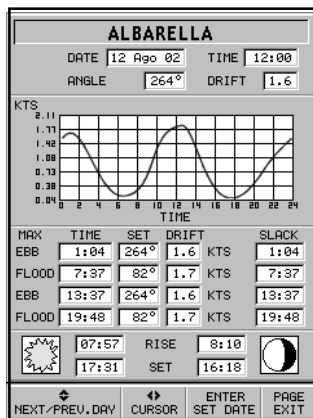 ALBARELLA
DATE 12 Ago 02 TIME 12:00
ANGLE 264° DRIFT 1.6
KTS
2.11
1.77
1.42
1.08
0.73
0.38
0.04
0 2 4 6 8 10 12 14 16 18 20 22 24
TIME
MAX TIME SET DRIFT SLACK
EBB 1:04 264° 1.6 KTS 1:04
FLOOD 7:37 82° 1.7 KTS 7:37
EBB 13:37 264° 1.6 KTS 13:37
FLOOD 19:48 82° 1.7 KTS 19:48
07:57 RISE 8:10
17:31 SET 16:18
NEXT/PREV.DAY CURSOR ENTER SET DATE PAGE EXIT